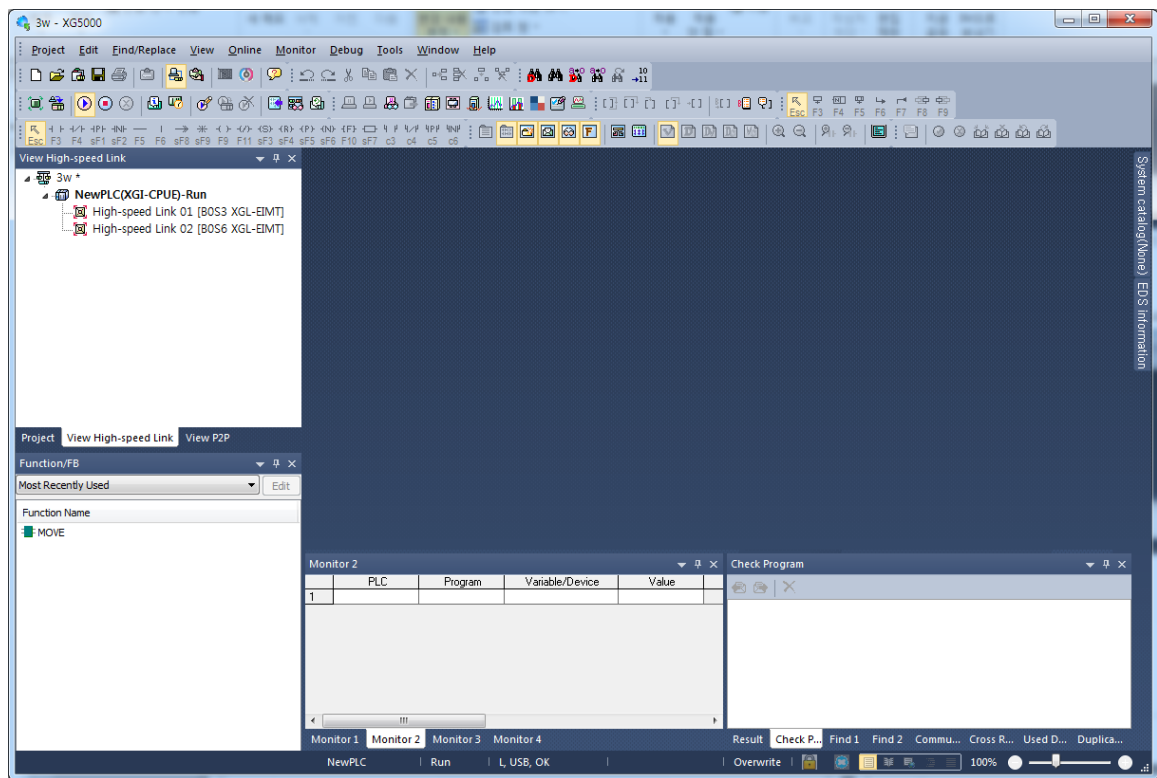 3w - XG5000
Project Edit Find/Replace View Online Monitor Debug Tools Window Help
Esc F3 F4 F5 F6 F7 F8 F9
Esc F3 F4 sF1 sF2 F5 F6 sF8 sF9 F9 F11 sF3 sF4 sF5 sF6 F10 sF7 c3 c4 c5 c6
View High-speed Link
3w *
NewPLC(XGI-CPUE)-Run
High-speed Link 01 [B0S3 XGL-EIMT]
High-speed Link 02 [B0S6 XGL-EIMT]
System catalog(None) EDS information
Project View High-speed Link View P2P
Function/FB
Most Recently Used Edit
Function Name
MOVE
Monitor 2
PLC Program Variable/Device Value
1
Monitor 1 Monitor 2 Monitor 3 Monitor 4
Check Program
Result Check P... Find 1 Find 2 Commu... Cross R... Used D... Duplica...
NewPLC Run L, USB, OK Overwrite 100%